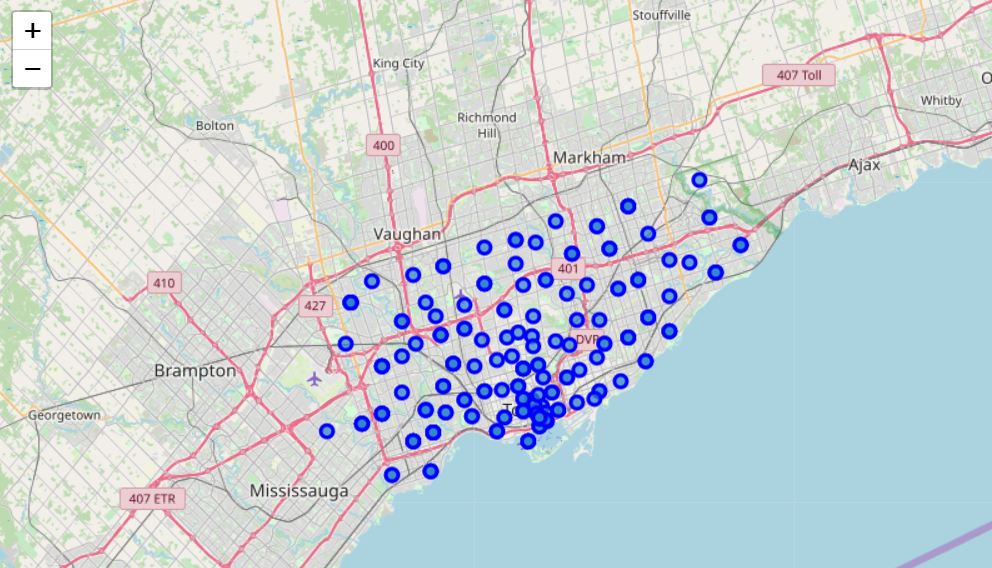 +
Stouffville
King City
407 Toll
Whitby
Richmond
Hill
Bolton
400
Markham
Ajax
Vaughan
401
410
427
DVP
Brampton
Georgetown
Mississauga
407 ETR
−